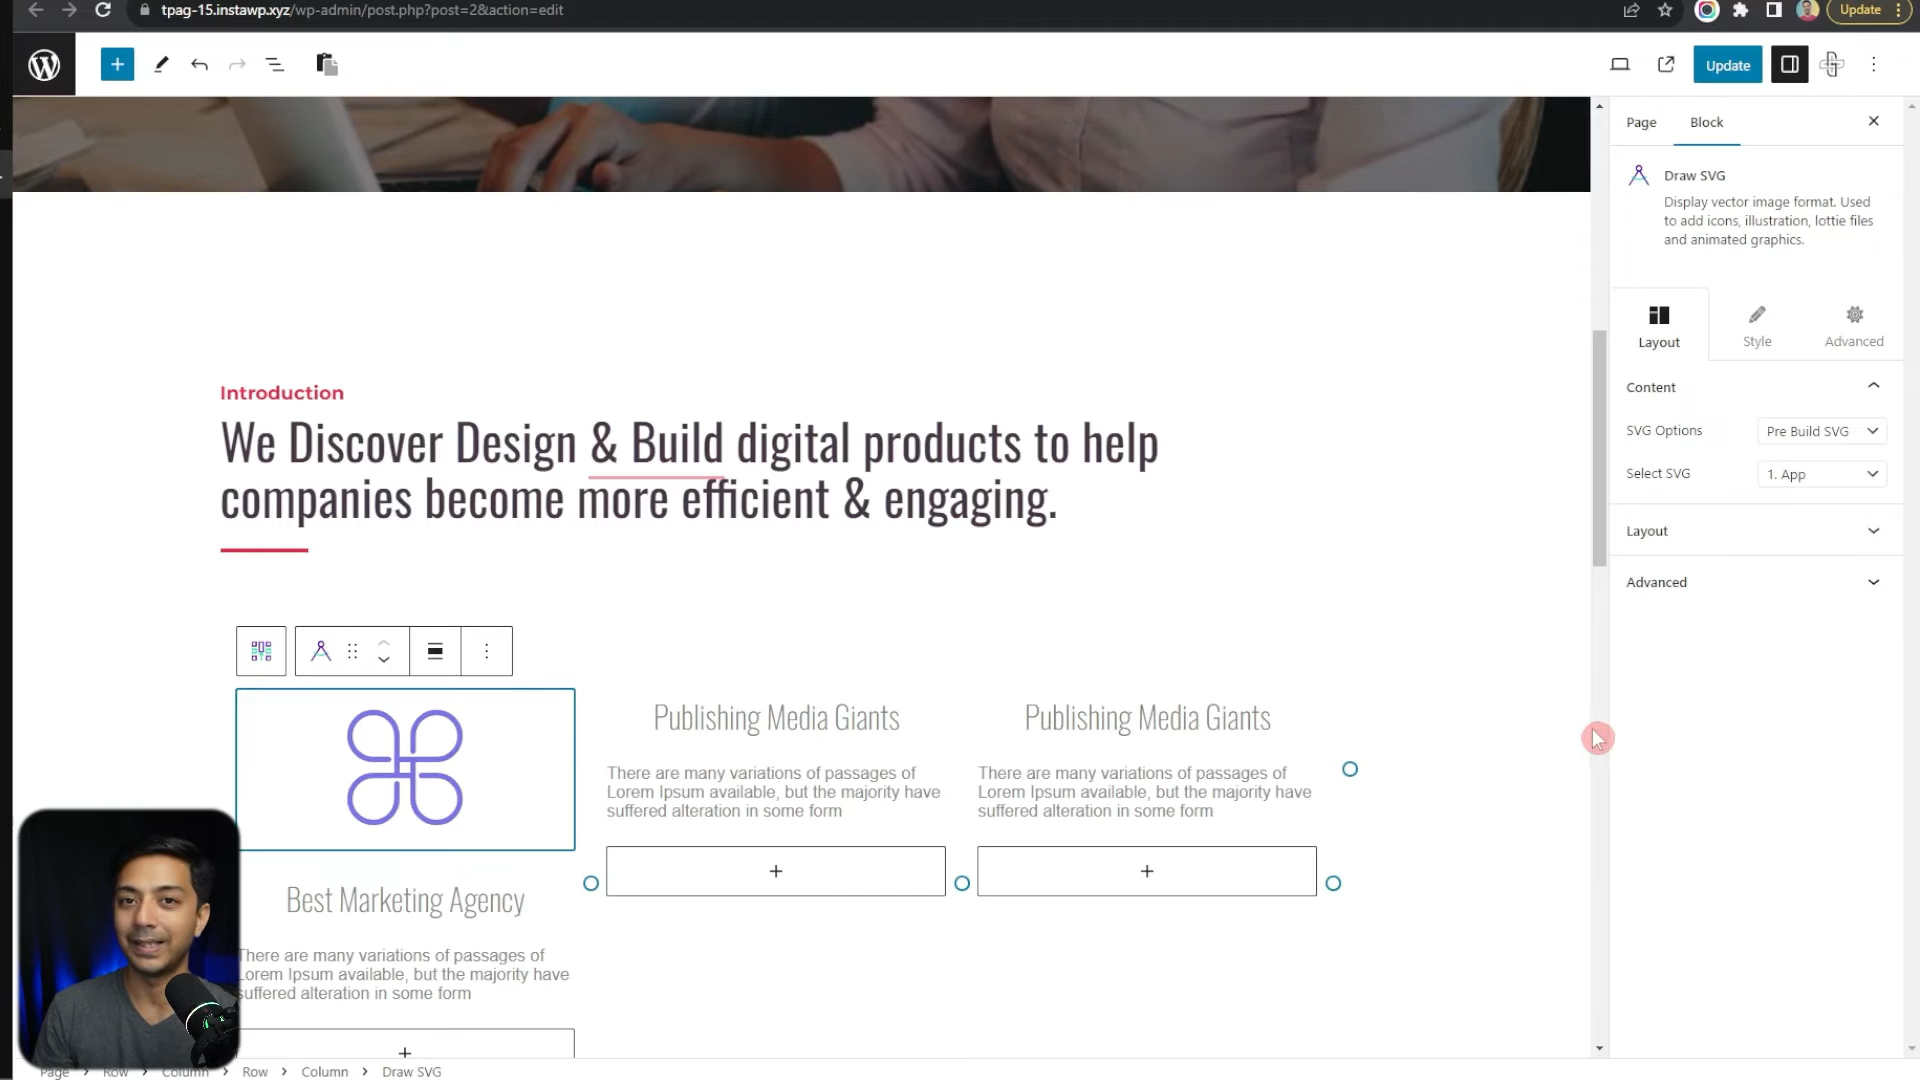 tpag-15.instawp.xyz/wp-admin/post.php?post=2&action=edit
Update
Update
Page
Block
Draw SVG
Display vector image format. Used
to add icons, illustration, lottie files
and animated graphics.
Layout
Style
Advanced
Content
SVG Options
Pre Build SVG
Select SVG
1. App
Layout
Advanced
Introduction
We Discover Design & Build digital products to help
companies become more efficient & engaging.
Publishing Media Giants
There are many variations of passages of
Lorem Ipsum available, but the majority have
suffered alteration in some form
Publishing Media Giants
There are many variations of passages of
Lorem Ipsum available, but the majority have
suffered alteration in some form
Best Marketing Agency
There are many variations of passages of
Lorem Ipsum available, but the majority have
suffered alteration in some form
Page > Row > Column > Row > Column > Draw SVG